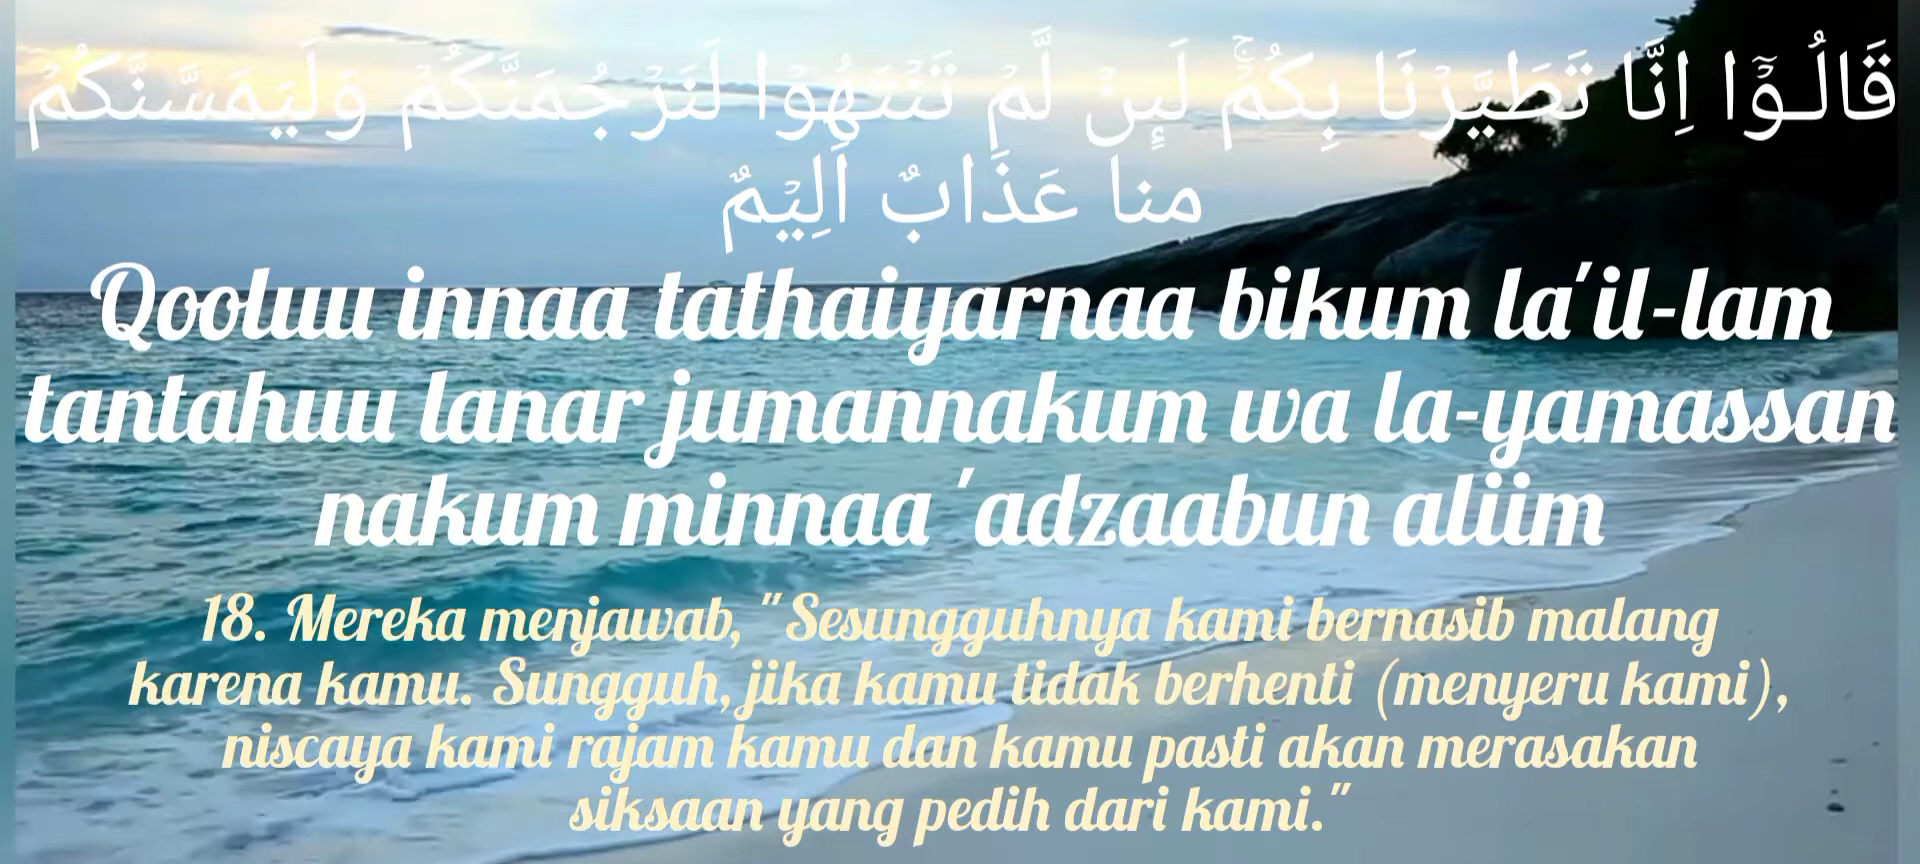 قَالُـوْٓا اِنَّا تَطَيَّرْنَا بِكُمْۚ لَىِٕنْ لَّمْ تَنْتَهُوْا لَنَرْجُمَنَّكُمْ وَلَيَمَسَّنَّكُمْ
منا عَذَابٌ اَلِيْمٌ
Qooluu innaa tathaiyarnaa bikum la'il-lam
tantahuu lanar jumannakum wa la-yamassan
nakum minnaa 'adzaabun aliim
18. Mereka menjawab, "Sesungguhnya kami bernasib malang
karena kamu. Sungguh, jika kamu tidak berhenti (menyeru kami),
niscaya kami rajam kamu dan kamu pasti akan merasakan
siksaan yang pedih dari kami."